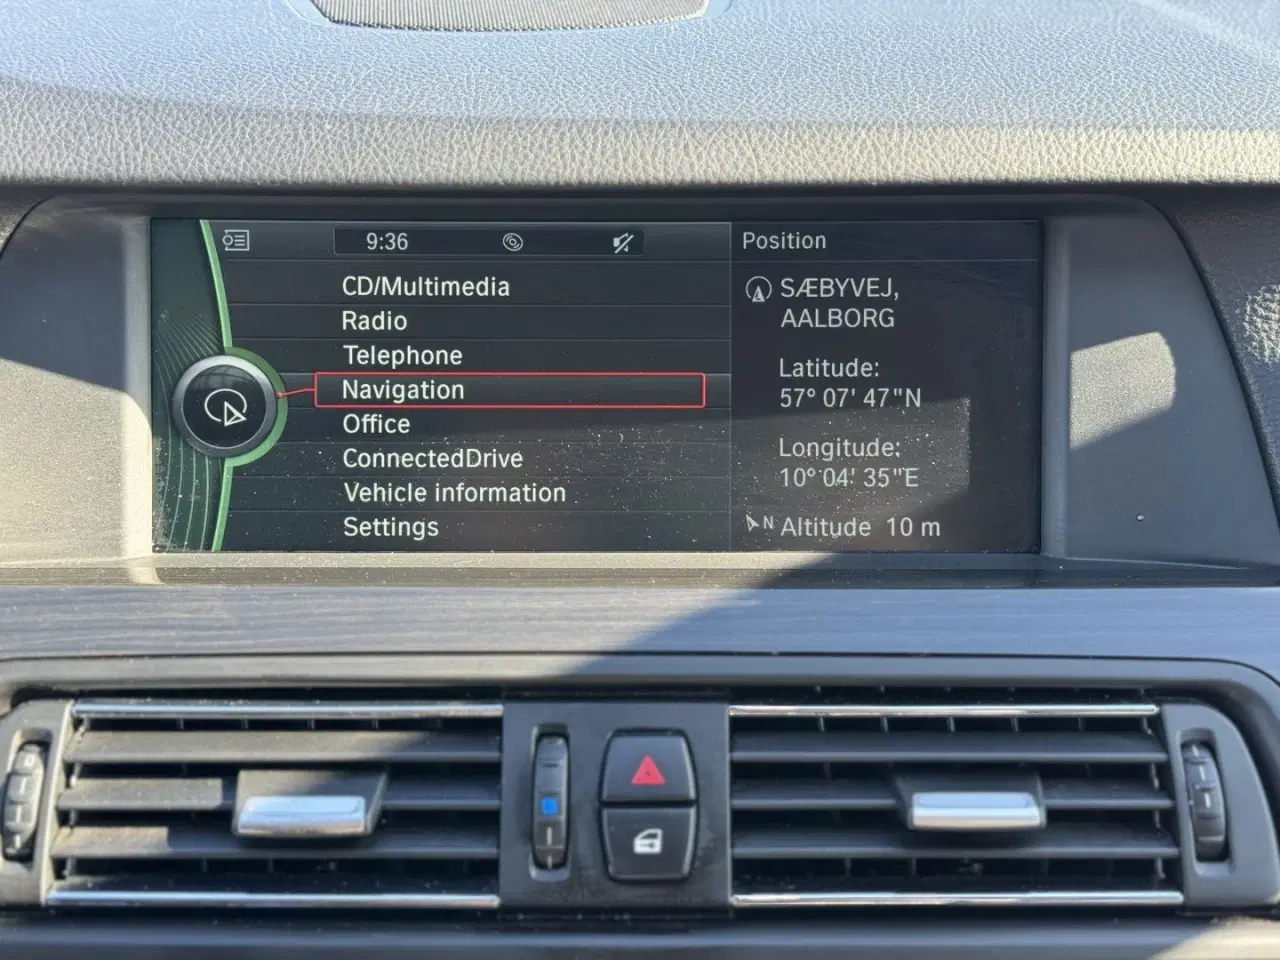 9:36
CD/Multimedia
Radio
Telephone
Navigation
Office
ConnectedDrive
Vehicle information
Settings
Position
SÆBYVEJ,
AALBORG
Latitude:
57° 07' 47"N
Longitude:
10° 04' 35"E
N Altitude 10 m